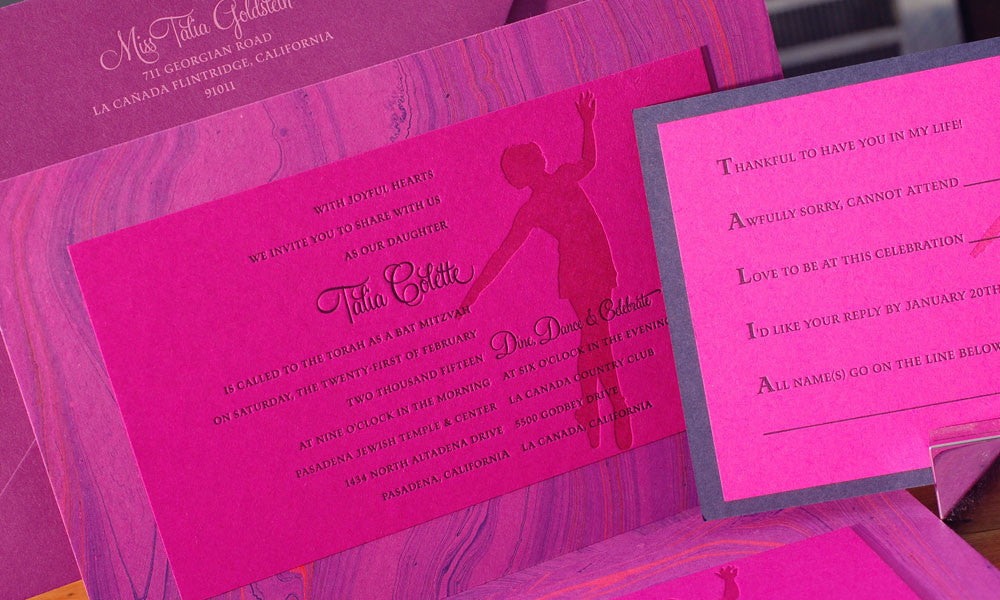 Miss Talia Goldstein
711 GEORGIAN ROAD
LA CAÑADA FLINTRIDGE, CALIFORNIA
91011
WITH JOYFUL HEARTS
WE INVITE YOU TO SHARE WITH US
AS OUR DAUGHTER
Talia Colette
IS CALLED TO THE TORAH AS A BAT MITZVAH
ON SATURDAY, THE TWENTY-FIRST OF FEBRUARY
TWO THOUSAND FIFTEEN
AT NINE O'CLOCK IN THE MORNING
PASADENA JEWISH TEMPLE & CENTER
1434 NORTH ALTADENA DRIVE
PASADENA, CALIFORNIA
Dine, Dance & Celebrate
AT SIX O'CLOCK IN THE EVENING
LA CANADA COUNTRY CLUB
5500 GODBEY DRIVE
LA CANADA, CALIFORNIA
THANKFUL TO HAVE YOU IN MY LIFE!
AWFULLY SORRY, CANNOT ATTEND
LOVE TO BE AT THIS CELEBRATION
I'D LIKE YOUR REPLY BY JANUARY 20TH
ALL NAME(S) GO ON THE LINE BELOW